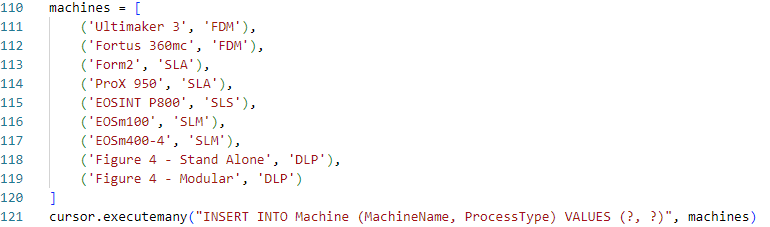 110 machines = [
111 ('Ultimaker 3', 'FDM'),
112 ('Fortus 360mc', 'FDM'),
113 ('Form2', 'SLA'),
114 ('ProX 950', 'SLA'),
115 ('EOSINT P800', 'SLS'),
116 ('EOSm100', 'SLM'),
117 ('EOSm400-4', 'SLM'),
118 ('Figure 4 - Stand Alone', 'DLP'),
119 ('Figure 4 - Modular', 'DLP')
120 ]
121 cursor.executemany("INSERT INTO Machine (MachineName, ProcessType) VALUES (?, ?)", machines)